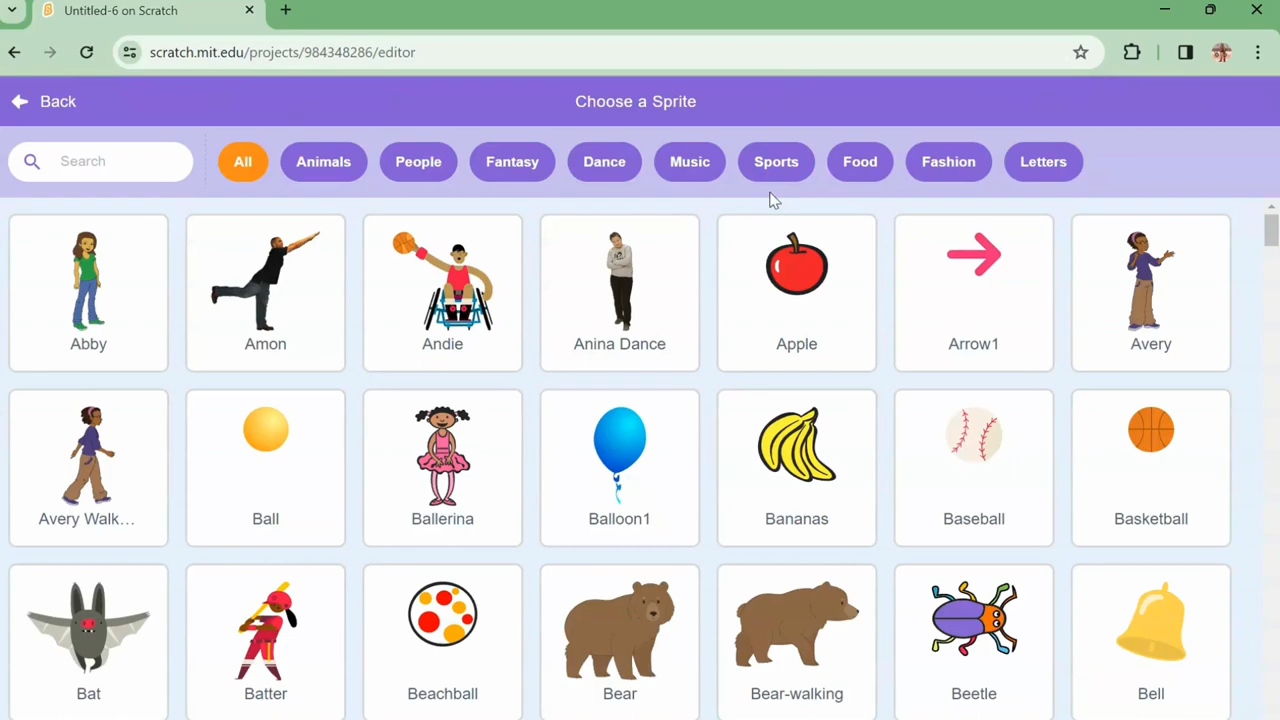 Untitled-6 on Scratch
scratch.mit.edu/projects/984348286/editor
Back
Choose a Sprite
Search
All
Animals
People
Fantasy
Dance
Music
Sports
Food
Fashion
Letters
Abby
Amon
Andie
Anina Dance
Apple
Arrow1
Avery
Avery Walk...
Ball
Ballerina
Balloon1
Bananas
Baseball
Basketball
Bat
Batter
Beachball
Bear
Bear-walking
Beetle
Bell